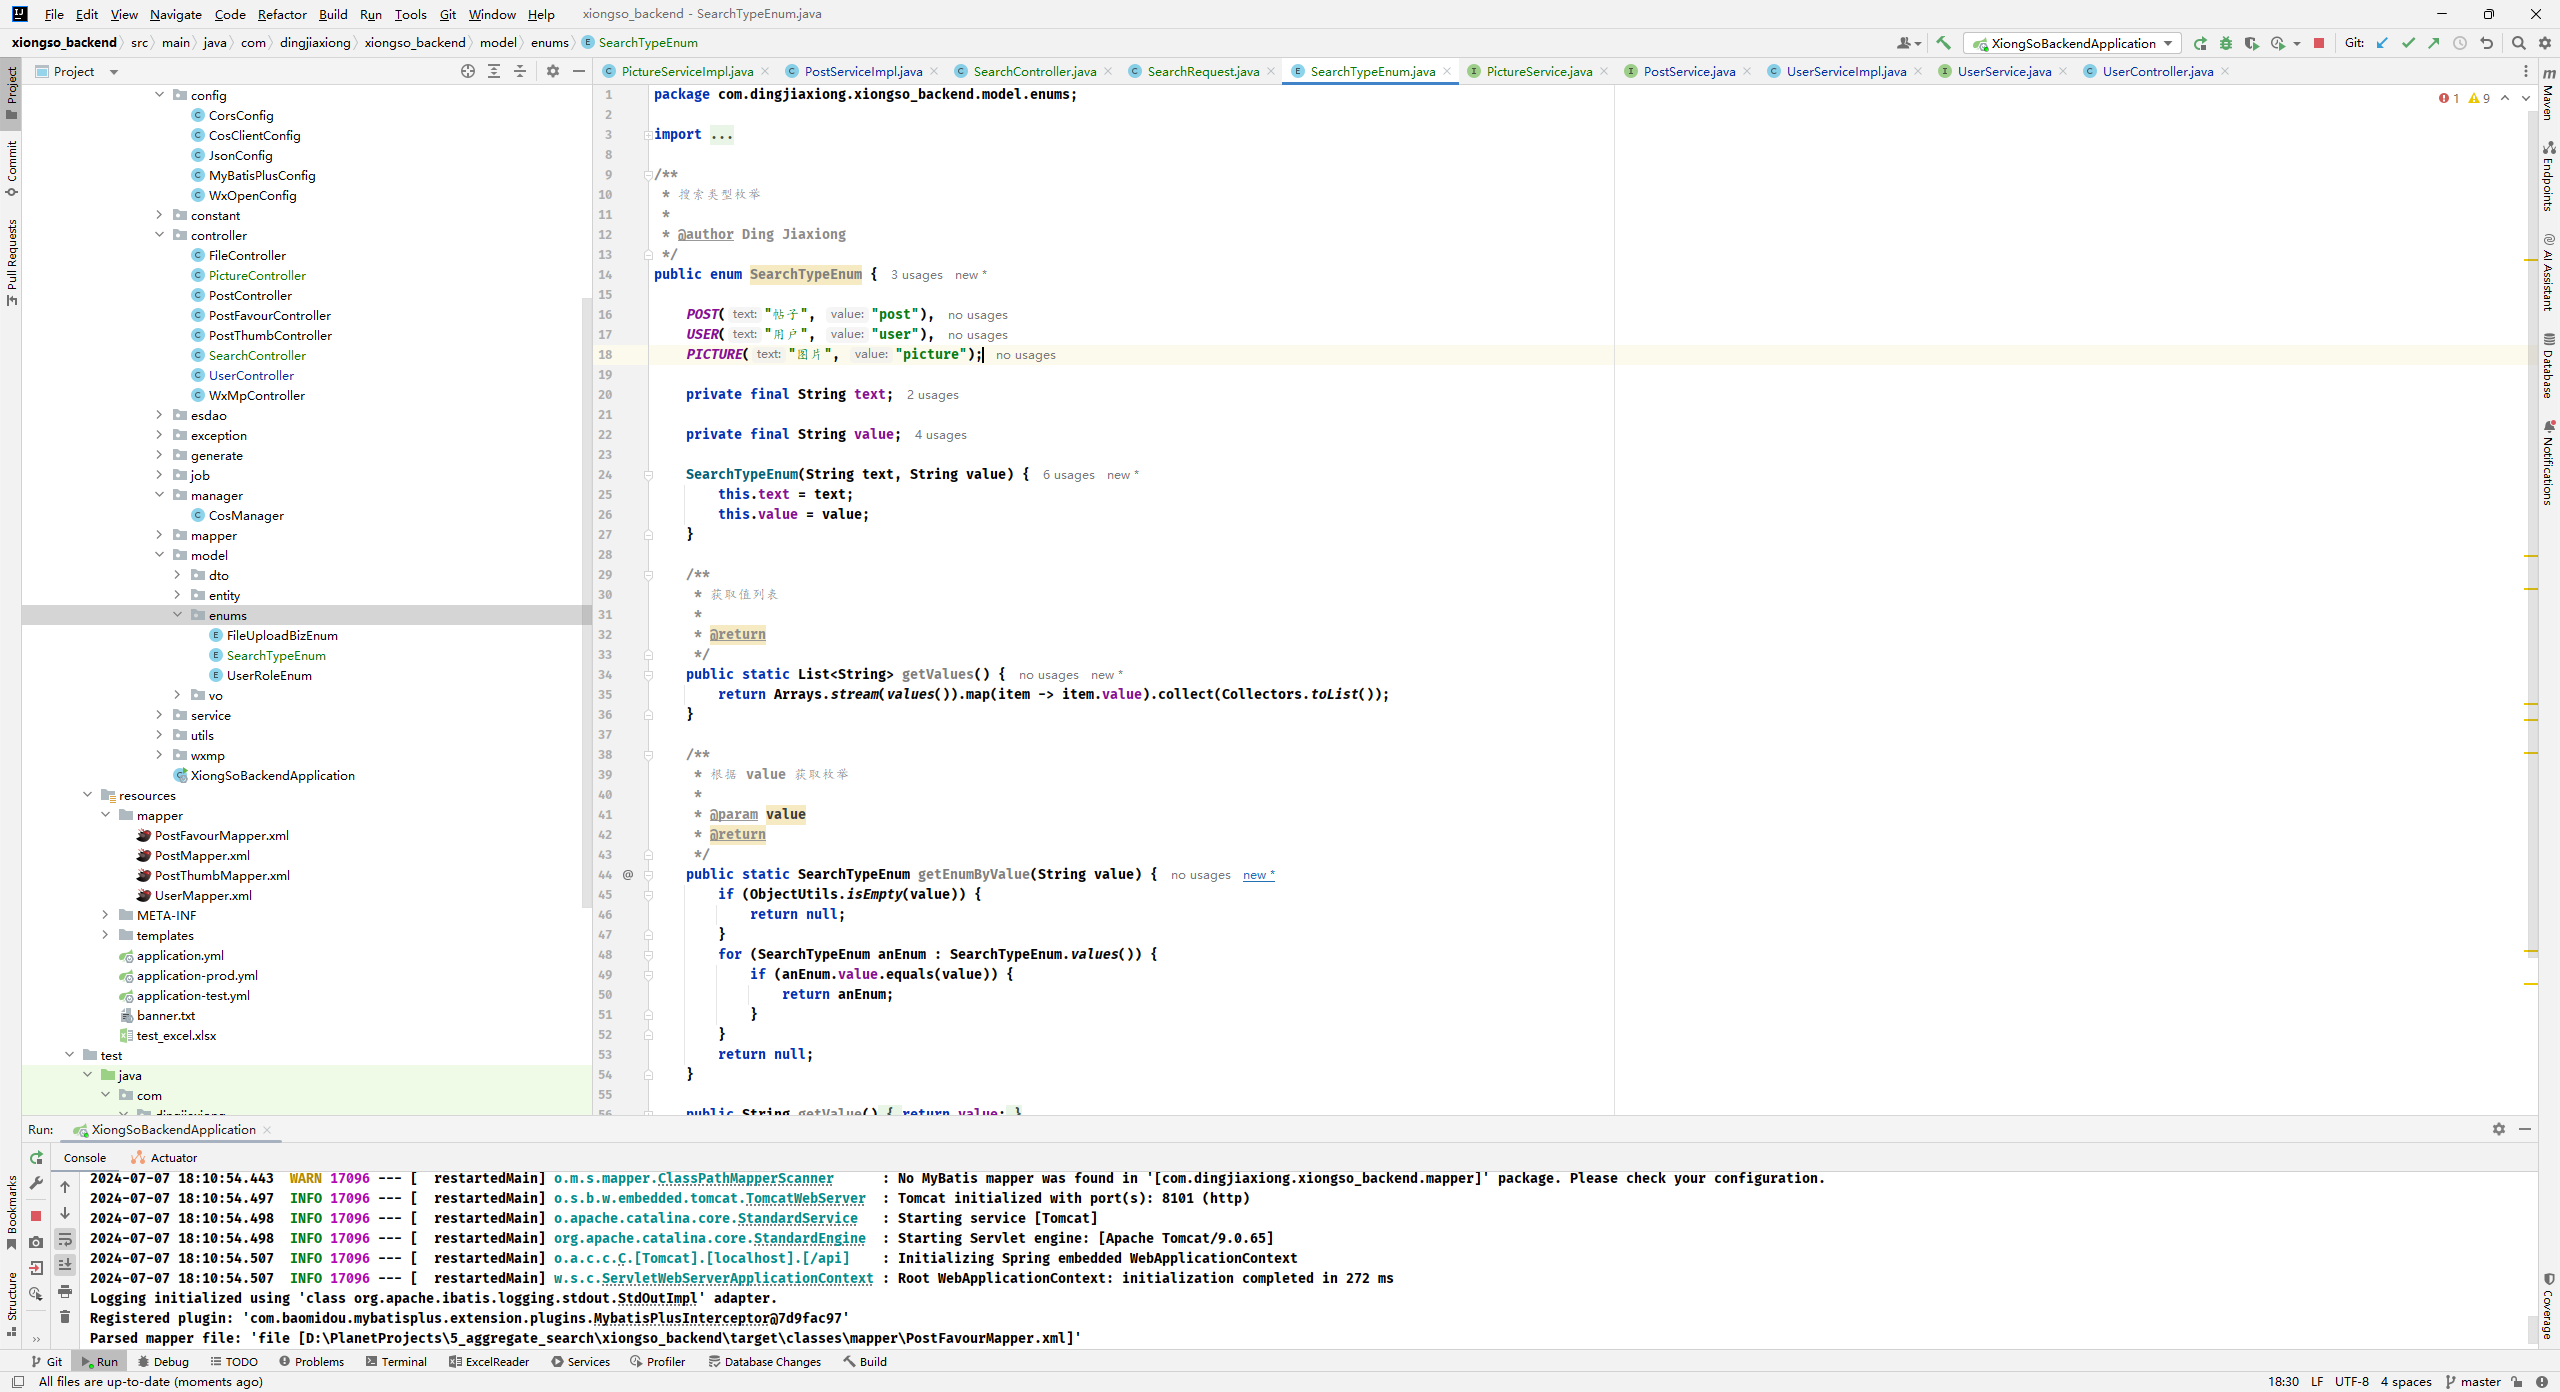 File Edit View Navigate Code Refactor Build Run Tools Git Window Help xiongso_backend - SearchTypeEnum.java
xiongso_backend src main java com dingjiaxiong xiongso_backend model enums SearchTypeEnum
XiongSoBackendApplication Git:
Project
PictureServiceImpl.java PostServiceImpl.java SearchController.java SearchRequest.java SearchTypeEnum.java PictureService.java PostService.java UserServiceImpl.java UserService.java UserController.java
Project
Commit
Pull Requests
Bookmarks
Structure
config
CorsConfig
CosClientConfig
JsonConfig
MyBatisPlusConfig
WxOpenConfig
constant
controller
FileController
PictureController
PostController
PostFavourController
PostThumbController
SearchController
UserController
WxMpController
esdao
exception
generate
job
manager
CosManager
mapper
model
dto
entity
enums
FileUploadBizEnum
SearchTypeEnum
UserRoleEnum
vo
service
utils
wxmp
XiongSoBackendApplication
resources
mapper
PostFavourMapper.xml
PostMapper.xml
PostThumbMapper.xml
UserMapper.xml
META-INF
templates
application.yml
application-prod.yml
application-test.yml
banner.txt
test_excel.xlsx
test
java
com
dingjiaxiong
1 9
1 package com.dingjiaxiong.xiongso_backend.model.enums;
2
3 import ...
8
9 /**
10 * 搜索类型枚举
11 *
12 * @author Ding Jiaxiong
13 */
14 public enum SearchTypeEnum { 3 usages new *
15
16 POST( text: "帖子", value: "post"), no usages
17 USER( text: "用户", value: "user"), no usages
18 PICTURE( text: "图片", value: "picture"); no usages
19
20 private final String text; 2 usages
21
22 private final String value; 4 usages
23
24 SearchTypeEnum(String text, String value) { 6 usages new *
25 this.text = text;
26 this.value = value;
27 }
28
29 /**
30 * 获取值列表
31 *
32 * @return
33 */
34 public static List<String> getValues() { no usages new *
35 return Arrays.stream(values()).map(item -> item.value).collect(Collectors.toList());
36 }
37
38 /**
39 * 根据 value 获取枚举
40 *
41 * @param value
42 * @return
43 */
44 @ public static SearchTypeEnum getEnumByValue(String value) { no usages new *
45 if (ObjectUtils.isEmpty(value)) {
46 return null;
47 }
48 for (SearchTypeEnum anEnum : SearchTypeEnum.values()) {
49 if (anEnum.value.equals(value)) {
50 return anEnum;
51 }
52 }
53 return null;
54 }
55
56 public String getValue() { return value; }
Maven
Endpoints
AI Assistant
Database
Notifications
Coverage
Run: XiongSoBackendApplication
Console Actuator
2024-07-07 18:10:54.443 WARN 17096 --- [ restartedMain] o.m.s.mapper.ClassPathMapperScanner : No MyBatis mapper was found in '[com.dingjiaxiong.xiongso_backend.mapper]' package. Please check your configuration.
2024-07-07 18:10:54.497 INFO 17096 --- [ restartedMain] o.s.b.w.embedded.tomcat.TomcatWebServer : Tomcat initialized with port(s): 8101 (http)
2024-07-07 18:10:54.498 INFO 17096 --- [ restartedMain] o.apache.catalina.core.StandardService : Starting service [Tomcat]
2024-07-07 18:10:54.498 INFO 17096 --- [ restartedMain] org.apache.catalina.core.StandardEngine : Starting Servlet engine: [Apache Tomcat/9.0.65]
2024-07-07 18:10:54.507 INFO 17096 --- [ restartedMain] o.a.c.c.C.[Tomcat].[localhost].[/api] : Initializing Spring embedded WebApplicationContext
2024-07-07 18:10:54.507 INFO 17096 --- [ restartedMain] w.s.c.ServletWebServerApplicationContext : Root WebApplicationContext: initialization completed in 272 ms
Logging initialized using 'class org.apache.ibatis.logging.stdout.StdOutImpl' adapter.
Registered plugin: 'com.baomidou.mybatisplus.extension.plugins.MybatisPlusInterceptor@7d9fac97'
Parsed mapper file: 'file [D:\PlanetProjects\5_aggregate_search\xiongso_backend\target\classes\mapper\PostFavourMapper.xml]'
Git Run Debug TODO Problems Terminal ExcelReader Services Profiler Database Changes Build
All files are up-to-date (moments ago) 18:30 LF UTF-8 4 spaces master